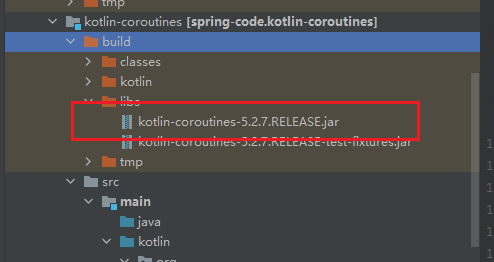 tmp
kotlin-coroutines [spring-code.kotlin-coroutines]
build
classes
kotlin
libs
kotlin-coroutines-5.2.7.RELEASE.jar
kotlin-coroutines-5.2.7.RELEASE-test-fixtures.jar
tmp
src
main
java
kotlin
org